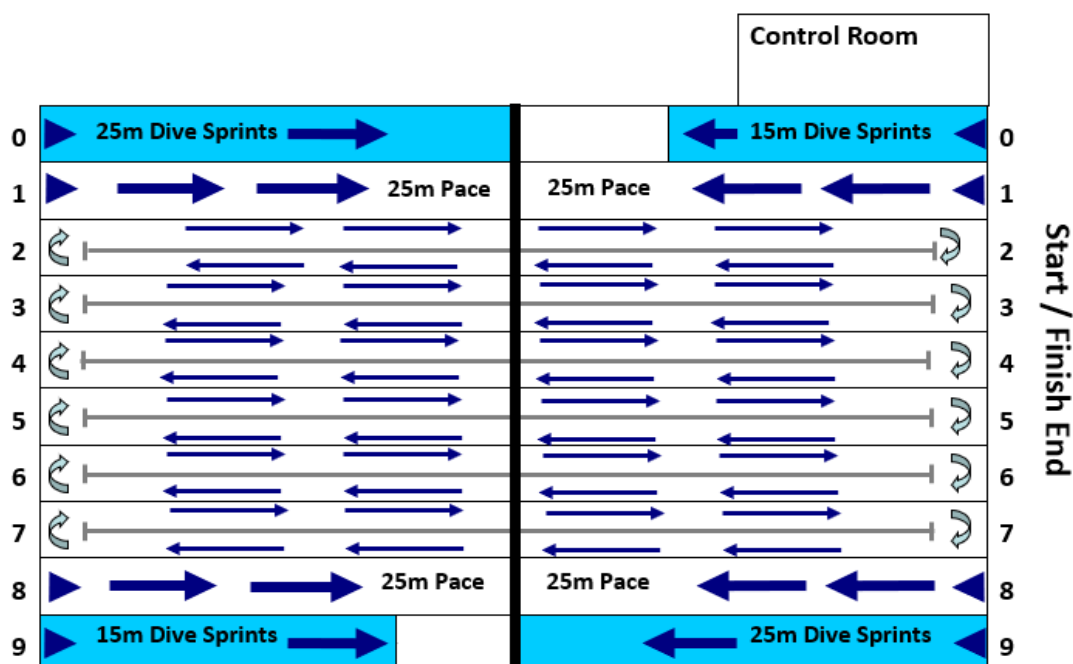 Control Room
0 25m Dive Sprints 15m Dive Sprints 0
1 25m Pace 25m Pace 1
2 2
3 3
4 4
5 5
6 6
7 7
8 25m Pace 25m Pace 8
9 15m Dive Sprints 25m Dive Sprints 9
Start / Finish End